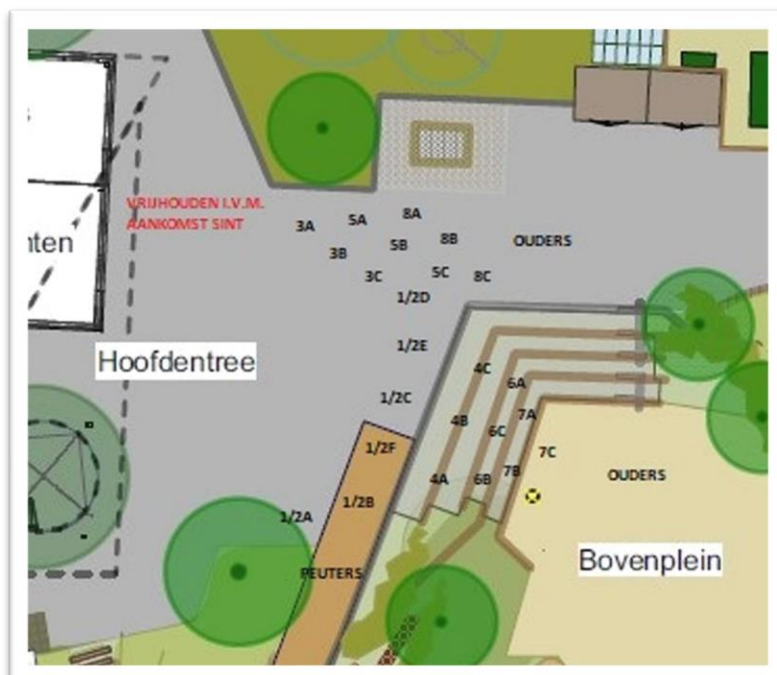 VRIJHOUDEN I.V.M.
AANKOMST SINT
3A
5A
8A
3B
5B
8B
OUDERS
3C
5C
8C
1/2D
1/2E
Hoofdentree
1/2C
4C
6A
7A
4B
6C
7C
1/2F
4A
6B
7B
OUDERS
1/2B
1/2A
PEUTERS
Bovenplein
nten